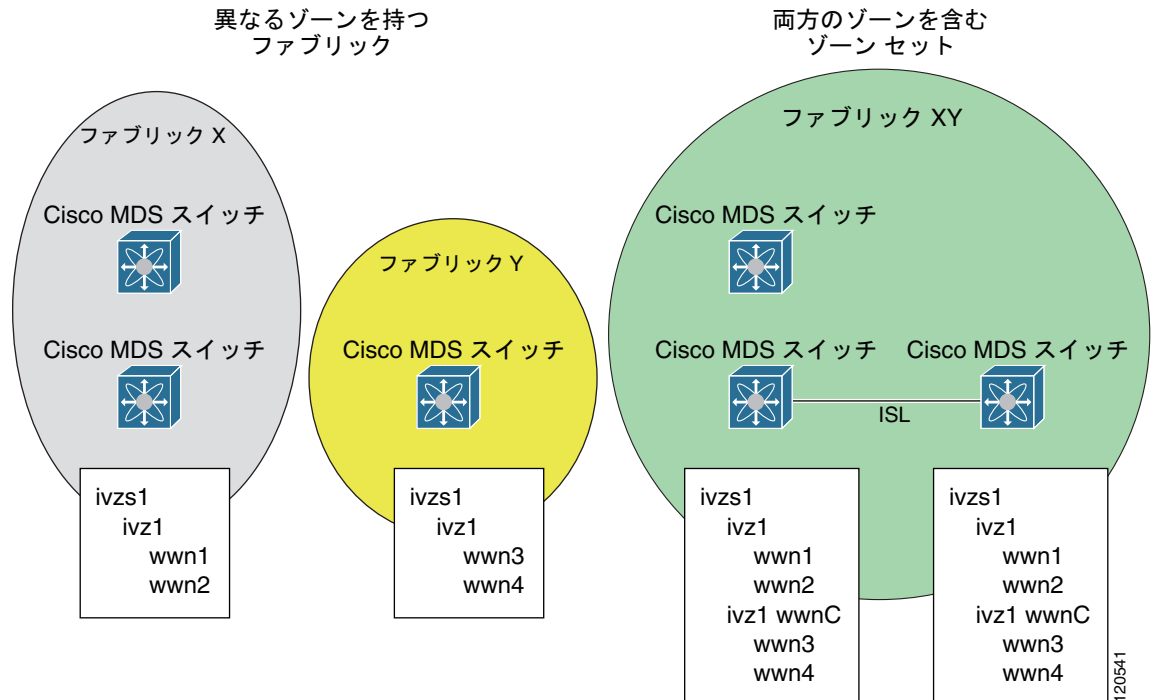 異なるゾーンを持つ
ファブリック
両方のゾーンを含む
ゾーン セット
ファブリック X
Cisco MDS スイッチ
Cisco MDS スイッチ
ivzs1
ivz1
wwn1
wwn2
ファブリック Y
Cisco MDS スイッチ
ivzs1
ivz1
wwn3
wwn4
ファブリック XY
Cisco MDS スイッチ
Cisco MDS スイッチ
Cisco MDS スイッチ
ISL
ivzs1
ivz1
wwn1
wwn2
ivz1 wwnC
wwn3
wwn4
ivzs1
ivz1
wwn1
wwn2
ivz1 wwnC
wwn3
wwn4
120541